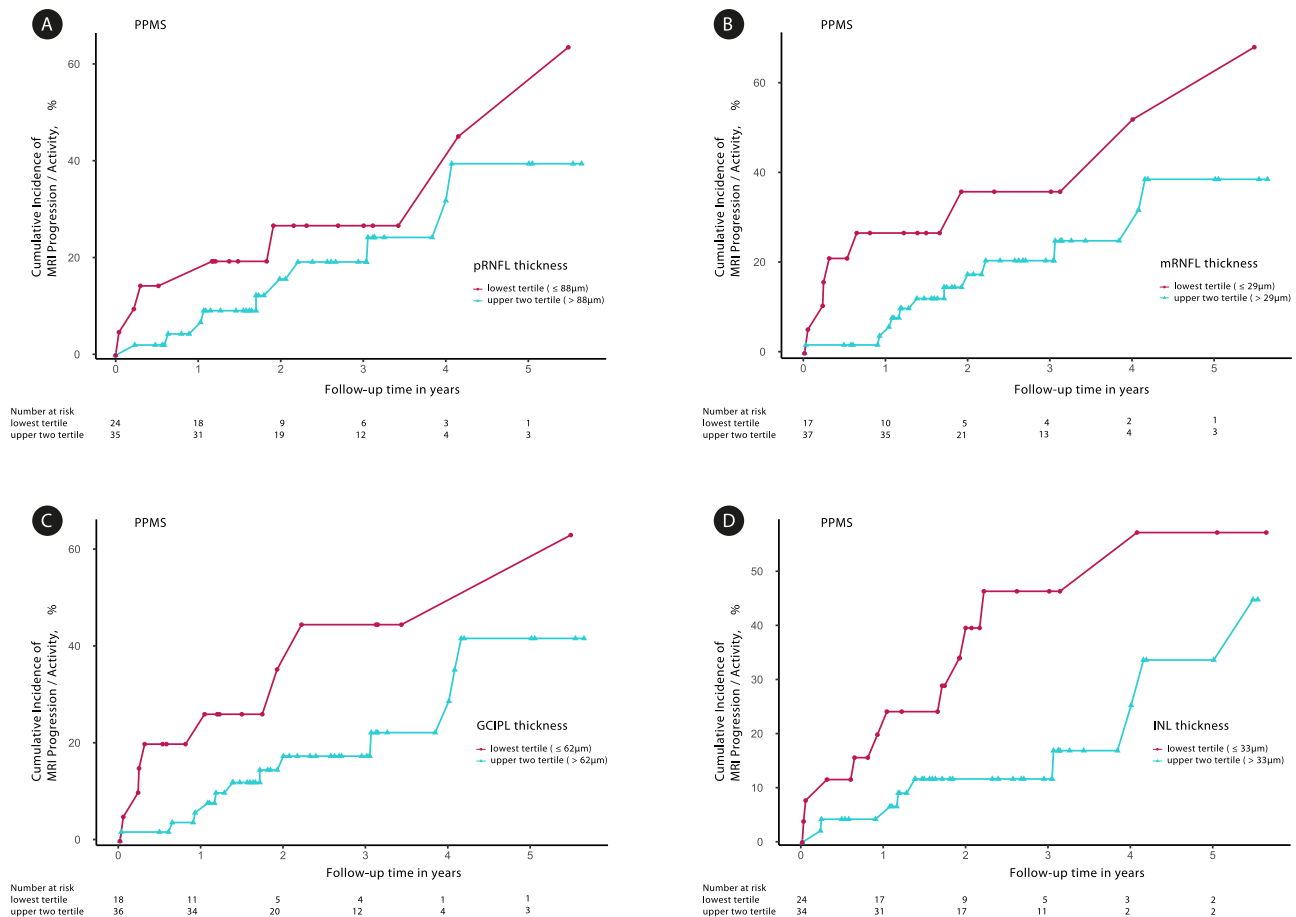 A
PPMS
Cumulative Incidence of
MRI Progression / Activity, %
60
40
20
0
0 1 2 3 4 5
Follow-up time in years
pRNFL thickness
lowest tertile ( ≤ 88µm)
upper two tertile ( > 88µm)
Number at risk
lowest tertile 24 18 9 6 3 1
upper two tertile 35 31 19 12 4 3
B
PPMS
Cumulative Incidence of
MRI Progression / Activity, %
60
40
20
0
0 1 2 3 4 5
Follow-up time in years
mRNFL thickness
lowest tertile ( ≤ 29µm)
upper two tertile ( > 29µm)
Number at risk
lowest tertile 17 10 5 4 2 1
upper two tertile 37 35 21 13 4 3
C
PPMS
Cumulative Incidence of
MRI Progression / Activity, %
60
40
20
0
0 1 2 3 4 5
Follow-up time in years
GCIPL thickness
lowest tertile ( ≤ 62µm)
upper two tertile ( > 62µm)
Number at risk
lowest tertile 18 11 5 4 1 1
upper two tertile 36 34 20 12 4 3
D
PPMS
Cumulative Incidence of
MRI Progression / Activity, %
50
40
30
20
10
0
0 1 2 3 4 5
Follow-up time in years
INL thickness
lowest tertile ( ≤ 33µm)
upper two tertile ( > 33µm)
Number at risk
lowest tertile 24 17 9 5 3 2
upper two tertile 34 31 17 11 2 2